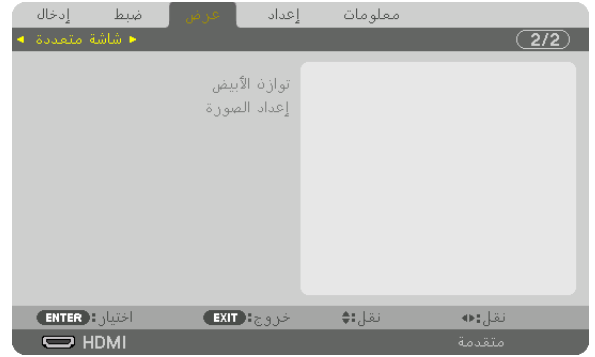 إدخال ضبط عرض إعداد معلومات
◄ شاشة متعددة ► 2/2
توازن الأبيض
إعداد الصورة
ENTER :اختيار EXIT :خروج نقل: نقل:
HDMI متقدمة